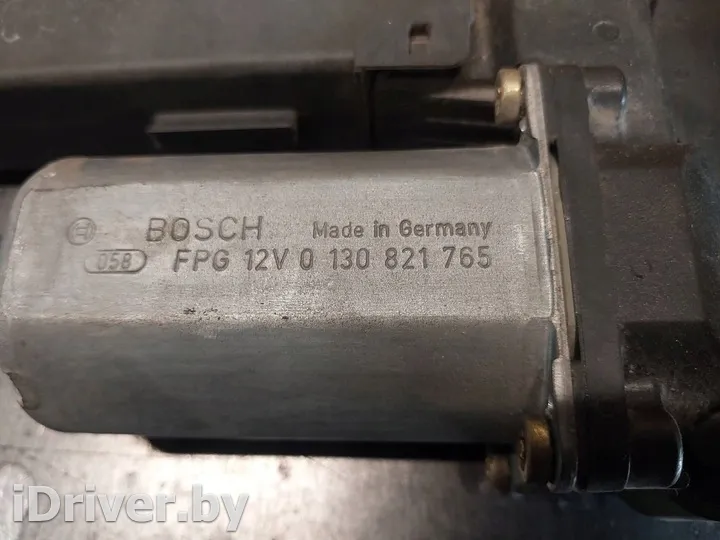 BOSCH Made in Germany
058 FPG 12V 0 130 821 765
iDriver.by